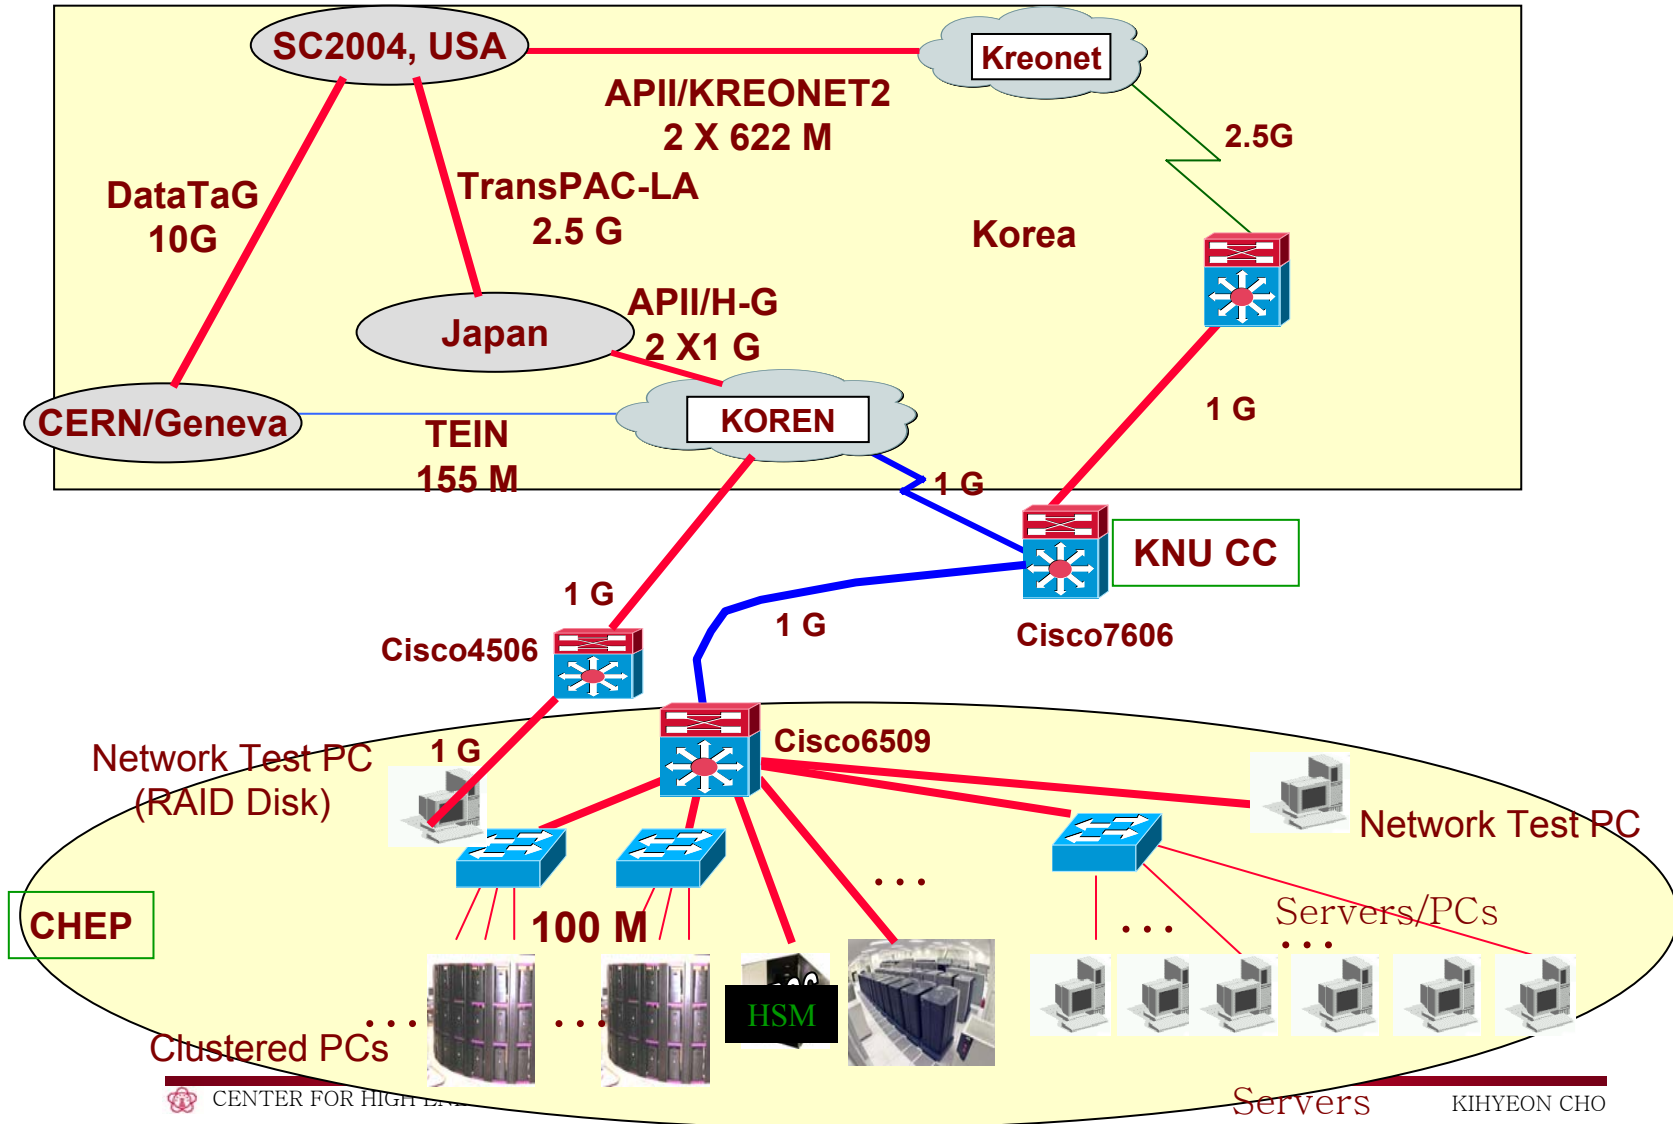 SC2004, USA
Kreonet
APII/KREONET2
2 X 622 M
2.5G
DataTaG
10G
TransPAC-LA
2.5 G
Korea
APII/H-G
2 X1 G
Japan
CERN/Geneva
TEIN
155 M
KOREN
1 G
1 G
KNU CC
1 G
1 G
Cisco4506
Cisco7606
Network Test PC
(RAID Disk)
1 G
Cisco6509
Network Test PC
CHEP
100 M
...
...
Servers/PCs
...
HSM
...
...
Clustered PCs
CENTER FOR HIGH
Servers
KIHYEON CHO